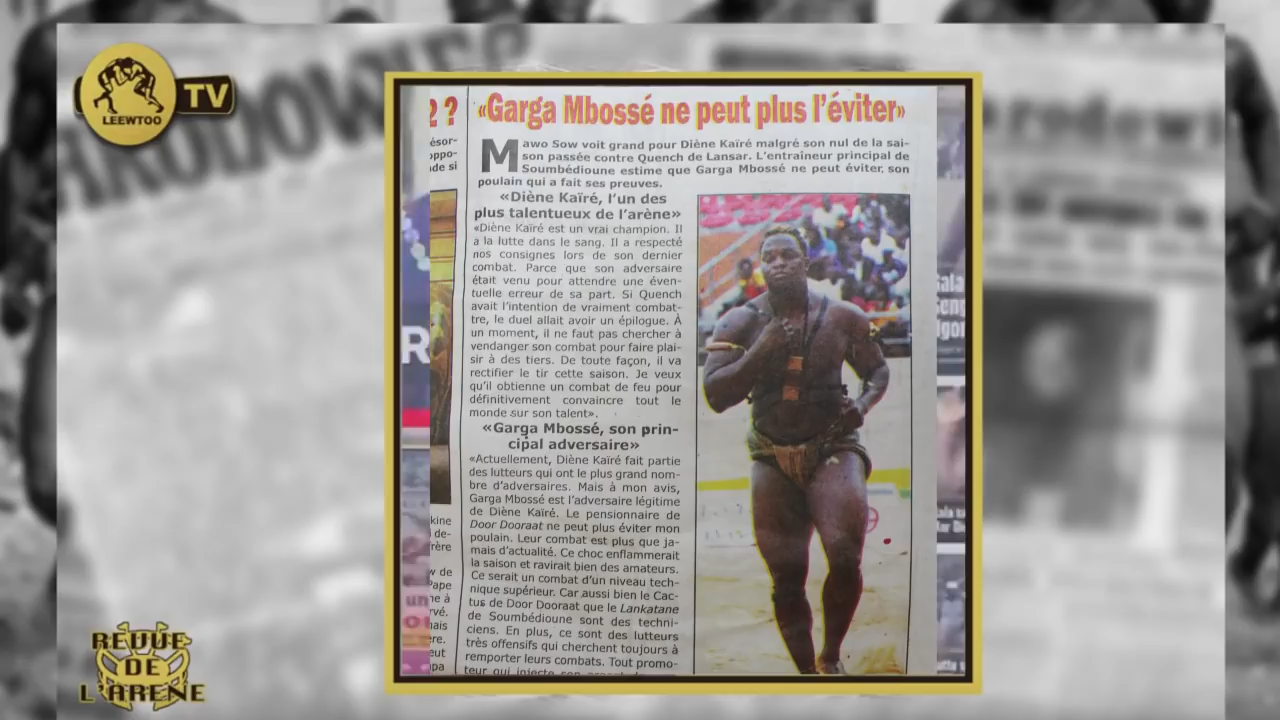 LEEWTOO
TV
«Garga Mbossé ne peut plus l'éviter»
Mawo Sow voit grand pour Diène Kaïré malgré son nul de la sai-
son passée contre Quench de Lansar. L'entraineur principal de
Soumbédioune estime que Garga Mbossé ne peut éviter son
poulain qui a fait ses preuves.
«Diène Kaïré, l'un des
plus talentueux de l'arène»
«Diène Kaïré est un vrai champion. Il
a la lutte dans le sang. Il a respecté
nos consignes lors de son dernier
combat. Parce que son adversaire
était venu pour attendre une éven-
tuelle erreur de sa part. Si Quench
avait l'intention de vraiment combat-
tre, le duel allait avoir un épilogue. À
un moment, il ne faut pas chercher à
vendanger son combat pour faire plai-
sir à des tiers. De toute façon, il va
rectifier le tir cette saison. Je veux
qu'il obtienne un combat de feu pour
définitivement convaincre tout le
monde sur son talent».
«Garga Mbossé, son prin-
cipal adversaire»
«Actuellement, Diène Kaïré fait partie
des lutteurs qui ont le plus grand nom-
bre d'adversaires. Mais à mon avis,
Garga Mbossé est l'adversaire légitime
de Diène Kaïré. Le pensionnaire de
Door Dooraat ne peut plus éviter mon
poulain. Leur combat est plus que ja-
mais d'actualité. Ce choc enflammerait
la saison et ravirait bien des amateurs.
Ce serait un combat d'un niveau tech-
nique supérieur. Car aussi bien le Cac-
tus de Door Dooraat que le Lankatane
de Soumbédioune sont des techni-
ciens. En plus, ce sont des lutteurs
très offensifs qui cherchent toujours à
remporter leurs combats. Tout promo-
teur qui injecte son
REVUE
DE
L'ARENE